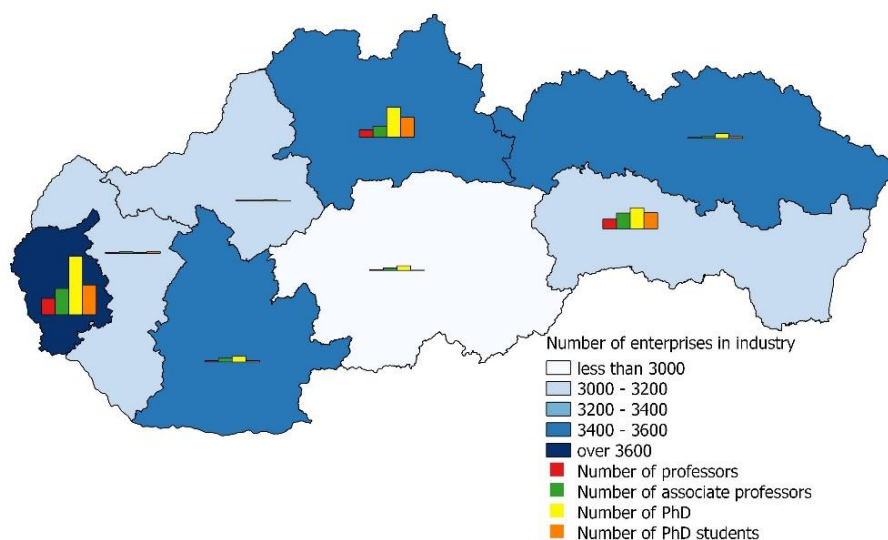 Number of enterprises in industry
less than 3000
3000 - 3200
3200 - 3400
3400 - 3600
over 3600
Number of professors
Number of associate professors
Number of PhD
Number of PhD students